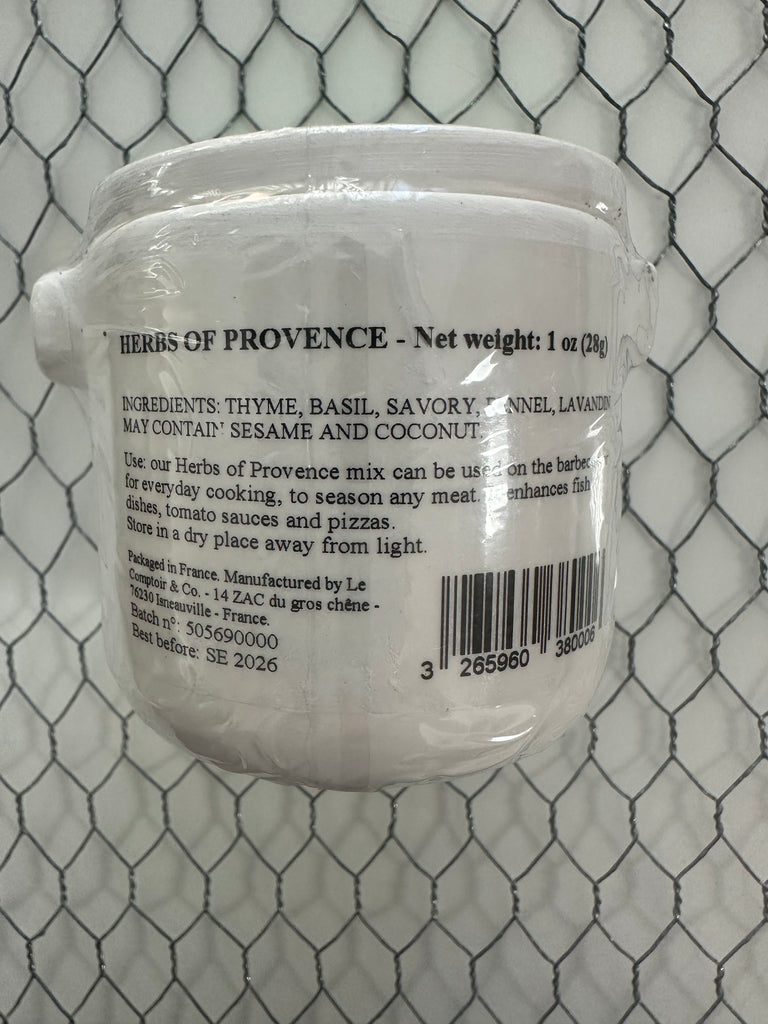 HERBS OF PROVENCE - Net weight: 1 oz (28g)
INGREDIENTS: THYME, BASIL, SAVORY, LAVANDIN
MAY CONTAIN SESAME AND COCONUT.
Use: our Herbs of Provence mix can be used on the
for everyday cooking, to season any meat. enhances fish
dishes, tomato sauces and pizzas.
Store in a dry place away from light.
Packaged in France. Manufactured by Le
Comptoir & Co. - 14 ZAC du gros chêne -
76230 Isneauville - France.
Batch n°: 505690000
Best before: SE 2026
3 265960 380006